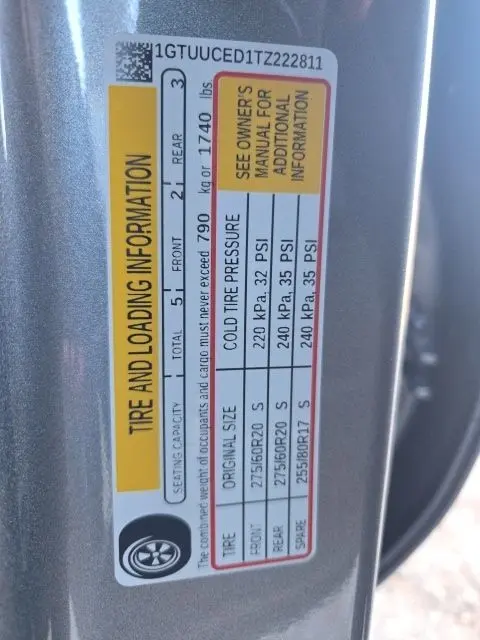 1GTUUCED1TZ222811
TIRE AND LOADING INFORMATION
SEATING CAPACITY TOTAL 5 FRONT 2 REAR 3
The combined weight of occupants and cargo must never exceed 790 kg or 1740 lbs
TIRE ORIGINAL SIZE COLD TIRE PRESSURE
FRONT 275/60R20 S 220 kPa, 32 PSI
REAR 275/60R20 S 240 kPa, 35 PSI
SPARE 255/80R17 S 240 kPa, 35 PSI
SEE OWNER'S
MANUAL FOR
ADDITIONAL
INFORMATION